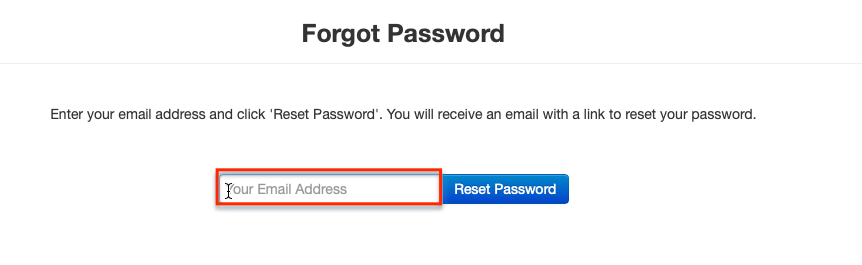 Forgot Password
Enter your email address and click 'Reset Password'. You will receive an email with a link to reset your password.
Your Email Address Reset Password